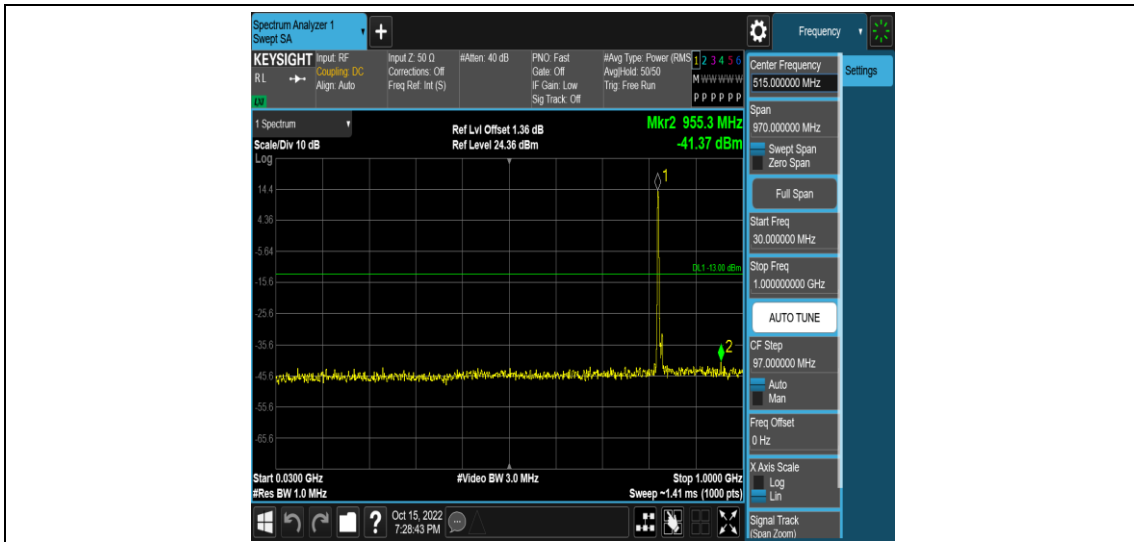 Spectrum Analyzer 1
Swept SA
+
Frequency
KEYSIGHT
Input: RF
Input Z: 50 Ω
#Atten: 40 dB
PNO: Fast
#Avg Type: Power (RMS
1 2 3 4 5 6
RL
Coupling: DC
Corrections: Off
Gate: Off
Avg|Hold: 50/50
M W W W W W
Align: Auto
Freq Ref: Int (S)
IF Gain: Low
Trig: Free Run
Sig Track: Off
P P P P P P
LXI
1 Spectrum
Scale/Div 10 dB
Log
Ref Lvl Offset 1.36 dB
Ref Level 24.36 dBm
Mkr2 955.3 MHz
-41.37 dBm
1
14.4
4.36
-5.64
DL1 -13.00 dBm
-15.6
-25.6
-35.6
2
-45.6
-55.6
-65.6
Start 0.0300 GHz
#Video BW 3.0 MHz
Stop 1.0000 GHz
#Res BW 1.0 MHz
Sweep ~1.41 ms (1000 pts)
?
Oct 15, 2022
7:28:43 PM
Center Frequency
515.000000 MHz
Settings
Span
970.000000 MHz
Swept Span
Zero Span
Full Span
Start Freq
30.000000 MHz
Stop Freq
1.000000000 GHz
AUTO TUNE
CF Step
97.000000 MHz
Auto
Man
Freq Offset
0 Hz
X Axis Scale
Log
Lin
Signal Track
(Span Zoom)